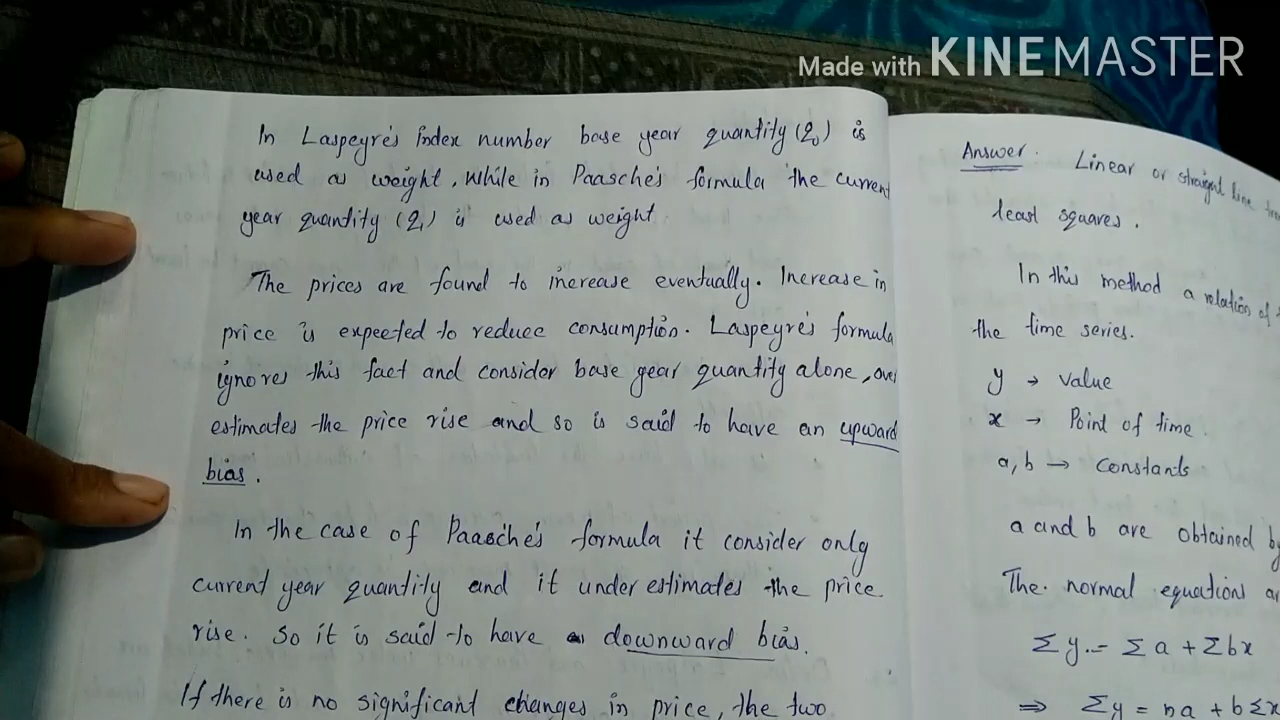 Made with KINEMASTER
In Laspeyre's index number base year quantity (q₀) is
used as weight, while in Paasche's formula the current
year quantity (q₁) is used as weight
The prices are found to increase eventually. Increase in
price is expected to reduce consumption. Laspeyre's formula
ignores this fact and consider base year quantity alone, over
estimates the price rise and so is said to have an upward
bias.
In the case of Paasche's formula it consider only
current year quantity and it under estimates the price
rise. So it is said to have a downward bias.
If there is no significant changes in price, the two
Answer. Linear or straight line
least squares.
In this method a relation of
the time series.
y → value
x → Point of time.
a, b → constants
a and b are obtained by
The normal equations
Σy = Σa + Σbx
⇒ Σy = na + bΣx